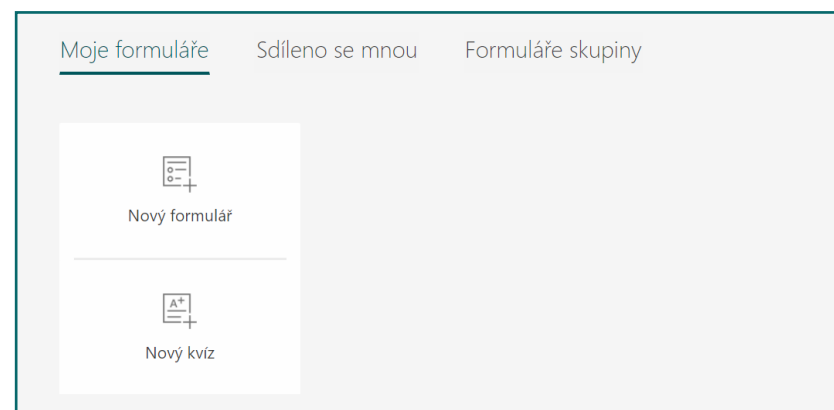 Moje formuláře Sdíleno se mnou Formuláře skupiny
Nový formulář
A+
Nový kvíz